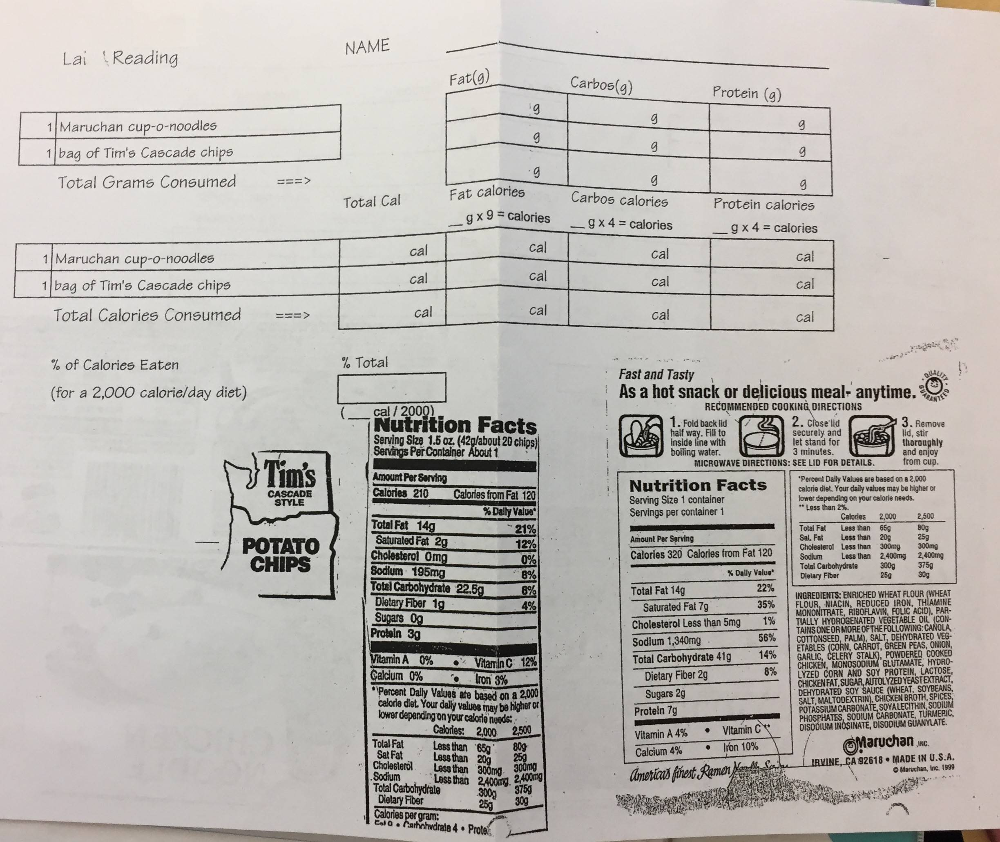 Lai Reading
NAME
Fat(g) Carbos(g) Protein (g)
1 Maruchan cup-o-noodles g g g
1 bag of Tim's Cascade chips g g g
Total Grams Consumed ===> g g g
Total Cal Fat calories Carbos calories Protein calories
__ g x 9 = calories __ g x 4 = calories __ g x 4 = calories
1 Maruchan cup-o-noodles cal cal cal cal
1 bag of Tim's Cascade chips cal cal cal cal
Total Calories Consumed ===> cal cal cal cal
% of Calories Eaten % Total
(for a 2,000 calorie/day diet)
(___ cal / 2000)
Tim's
CASCADE
STYLE
POTATO
CHIPS
Nutrition Facts
Serving Size 1.5 oz. (42g/about 20 chips)
Servings Per Container About 1
Amount Per Serving
Calories 210 Calories from Fat 120
% Daily Value*
Total Fat 14g 21%
Saturated Fat 2g 12%
Cholesterol 0mg 0%
Sodium 195mg 8%
Total Carbohydrate 22.5g 8%
Dietary Fiber 1g 4%
Sugars 0g
Protein 3g
Vitamin A 0% • Vitamin C 12%
Calcium 0% • Iron 3%
*Percent Daily Values are based on a 2,000
calorie diet. Your daily values may be higher or
lower depending on your calorie needs:
Calories: 2,000 2,500
Total Fat Less than 65g 80g
Sat Fat Less than 20g 25g
Cholesterol Less than 300mg 300mg
Sodium Less than 2,400mg 2,400mg
Total Carbohydrate 300g 375g
Dietary Fiber 25g 30g
Calories per gram:
Fat 9 • Carbohydrate 4 • Prote
Fast and Tasty
As a hot snack or delicious meal- anytime.
QUALITY GUARANTEED
RECOMMENDED COOKING DIRECTIONS
1. Fold back lid
half way. Fill to
inside line with
boiling water.
2. Close lid
securely and
let stand for
3 minutes.
3. Remove
lid, stir
thoroughly
and enjoy
from cup.
MICROWAVE DIRECTIONS: SEE LID FOR DETAILS.
Nutrition Facts
Serving Size 1 container
Servings per container 1
Amount Per Serving
Calories 320 Calories from Fat 120
% Daily Value*
Total Fat 14g 22%
Saturated Fat 7g 35%
Cholesterol Less than 5mg 1%
Sodium 1,340mg 56%
Total Carbohydrate 41g 14%
Dietary Fiber 2g 8%
Sugars 2g
Protein 7g
Vitamin A 4% • Vitamin C **
Calcium 4% • Iron 10%
*Percent Daily Values are based on a 2,000
calorie diet. Your daily values may be higher or
lower depending on your calorie needs.
** Less than 2%.
Calories 2,000 2,500
Total Fat Less than 65g 80g
Sat. Fat Less than 20g 25g
Cholesterol Less than 300mg 300mg
Sodium Less than 2,400mg 2,400mg
Total Carbohydrate 300g 375g
Dietary Fiber 25g 30g
INGREDIENTS: ENRICHED WHEAT FLOUR (WHEAT
FLOUR, NIACIN, REDUCED IRON, THIAMINE
MONONITRATE, RIBOFLAVIN, FOLIC ACID), PAR-
TIALLY HYDROGENATED VEGETABLE OIL (CON-
TAINS ONE OR MORE OF THE FOLLOWING: CANOLA,
COTTONSEED, PALM), SALT, DEHYDRATED VEG-
ETABLES (CORN, CARROT, GREEN PEAS, ONION,
GARLIC, CELERY STALK), POWDERED COOKED
CHICKEN, MONOSODIUM GLUTAMATE, HYDRO-
LYZED CORN AND SOY PROTEIN, LACTOSE,
CHICKEN FAT, SUGAR, AUTOLYZED YEAST EXTRACT,
DEHYDRATED SOY SAUCE (WHEAT, SOYBEANS,
SALT, MALTODEXTRIN), CHICKEN BROTH, SPICES,
POTASSIUM CARBONATE, SOYA LECITHIN, SODIUM
PHOSPHATES, SODIUM CARBONATE, TURMERIC,
DISODIUM INOSINATE, DISODIUM GUANYLATE.
Maruchan, INC.
IRVINE, CA 92618 • MADE IN U.S.A.
© Maruchan, Inc. 1999
America's finest Ramen Noodle